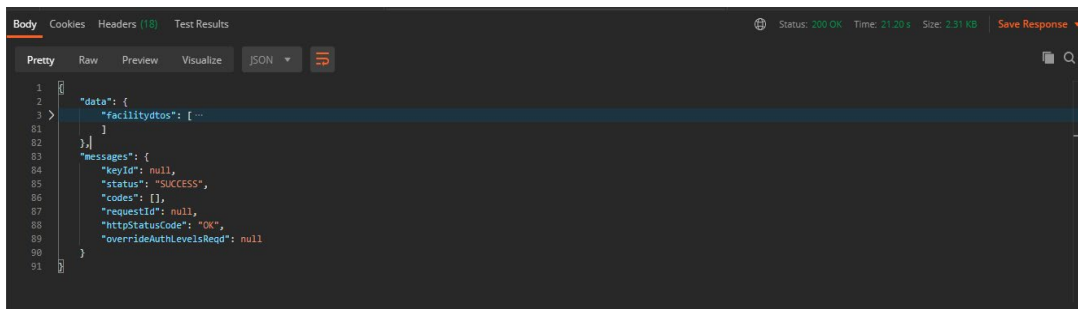 Body Cookies Headers (18) Test Results Status: 200 OK Time: 21.20 s Size: 2.31 KB Save Response
Pretty Raw Preview Visualize JSON
1 {
2 "data": {
3 "facilitydtos": [ ···
81 ]
82 },
83 "messages": {
84 "keyId": null,
85 "status": "SUCCESS",
86 "codes": [],
87 "requestId": null,
88 "httpStatusCode": "OK",
89 "overrideAuthLevelsReqd": null
90 }
91 }